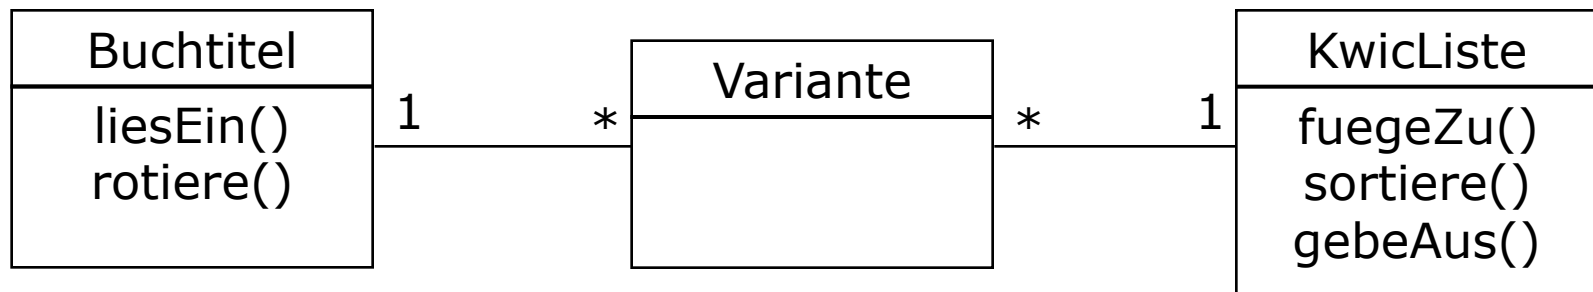 Buchtitel
liesEin()
rotiere()
1
*
Variante
*
1
KwicListe
fuegeZu()
sortiere()
gebeAus()